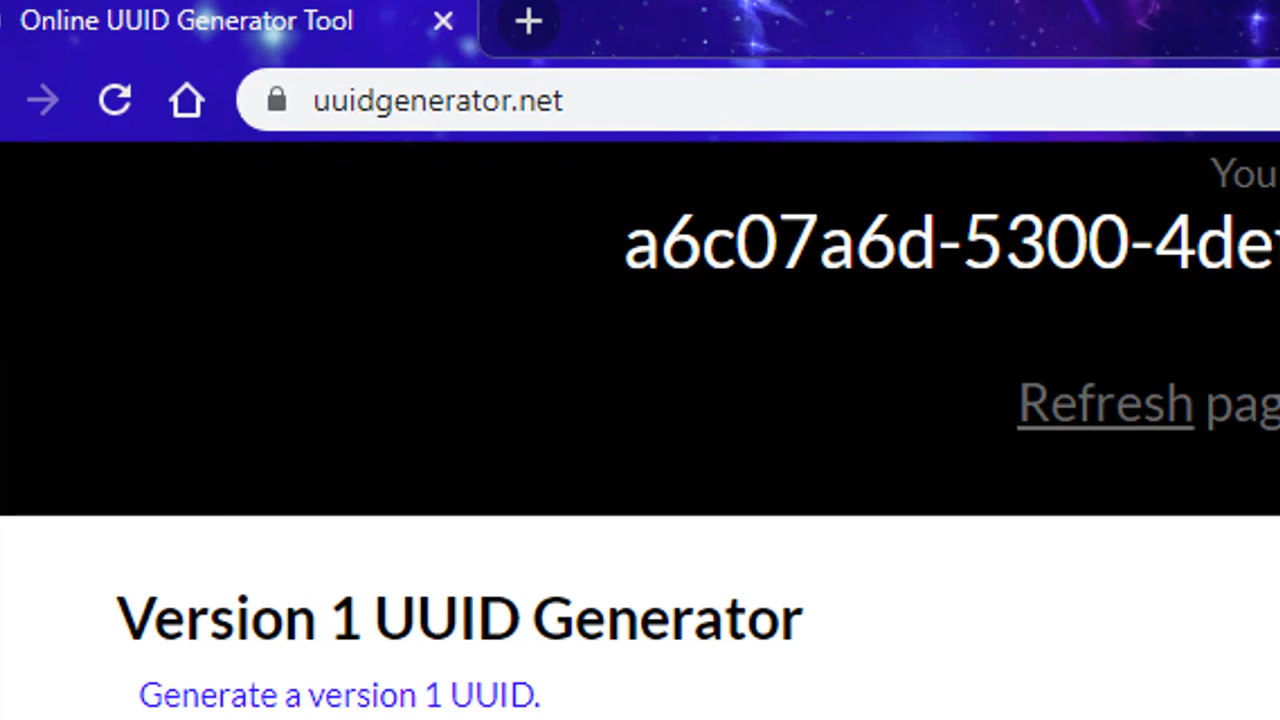 Online UUID Generator Tool
uuidgenerator.net
You
a6c07a6d-5300-4de
Refresh pag
Version 1 UUID Generator
Generate a version 1 UUID.